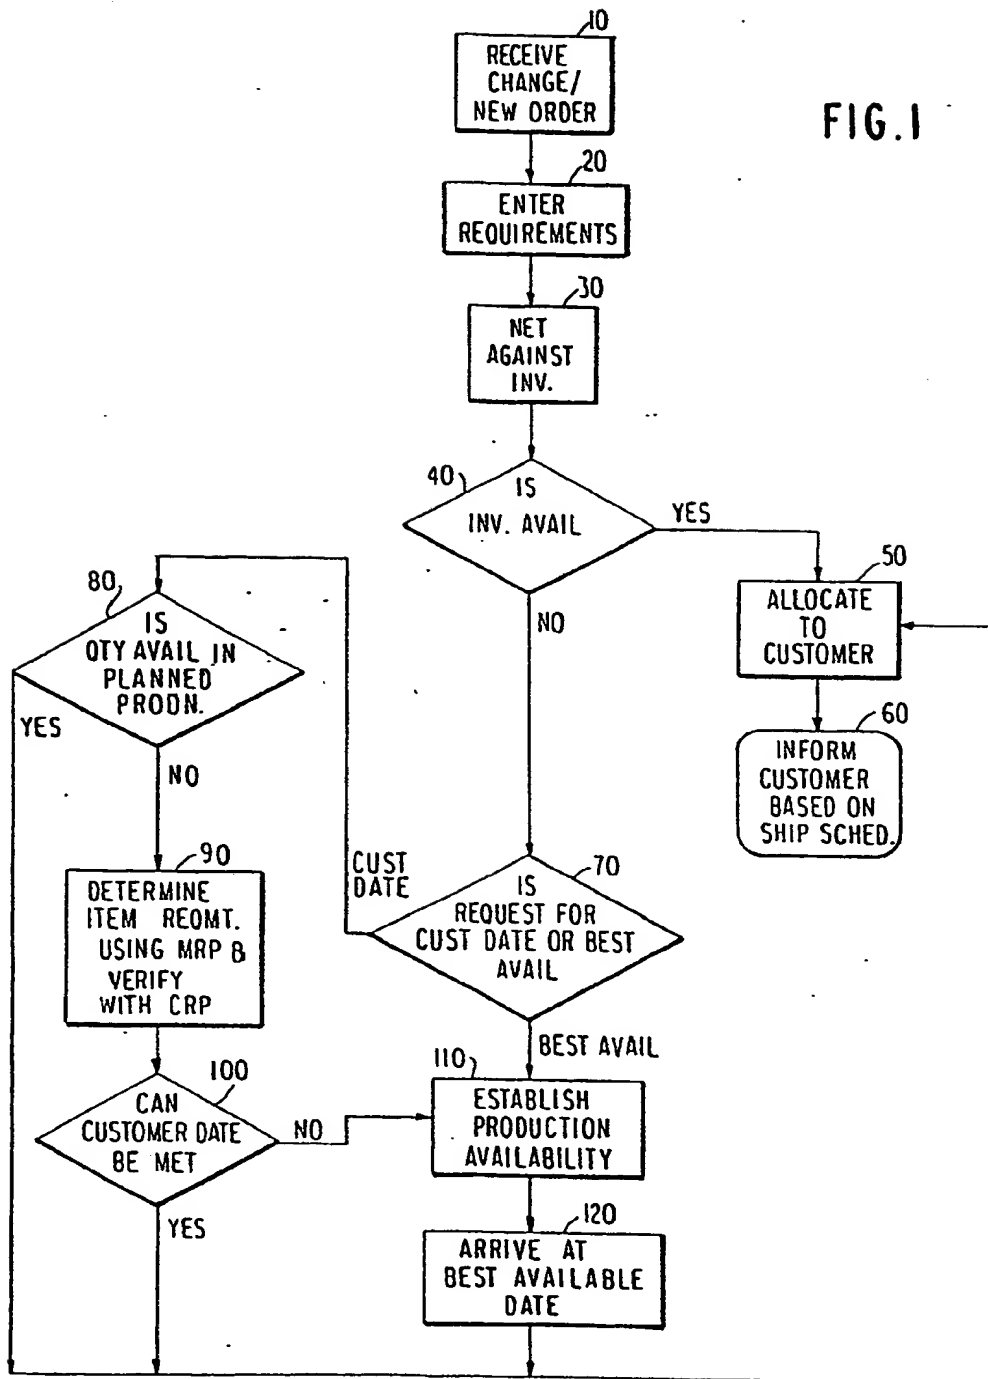 10
RECEIVE
CHANGE/
NEW ORDER
FIG.1
20
ENTER
REQUIREMENTS
30
NET
AGAINST
INV.
40
IS
INV. AVAIL
YES
NO
50
ALLOCATE
TO
CUSTOMER
60
INFORM
CUSTOMER
BASED ON
SHIP SCHED.
80
IS
QTY AVAIL IN
PLANNED
PRODN.
YES
NO
CUST
DATE
70
IS
REQUEST FOR
CUST DATE OR BEST
AVAIL
BEST AVAIL
90
DETERMINE
ITEM REQMT.
USING MRP &
VERIFY
WITH CRP
100
CAN
CUSTOMER DATE
BE MET
NO
YES
110
ESTABLISH
PRODUCTION
AVAILABILITY
120
ARRIVE AT
BEST AVAILABLE
DATE